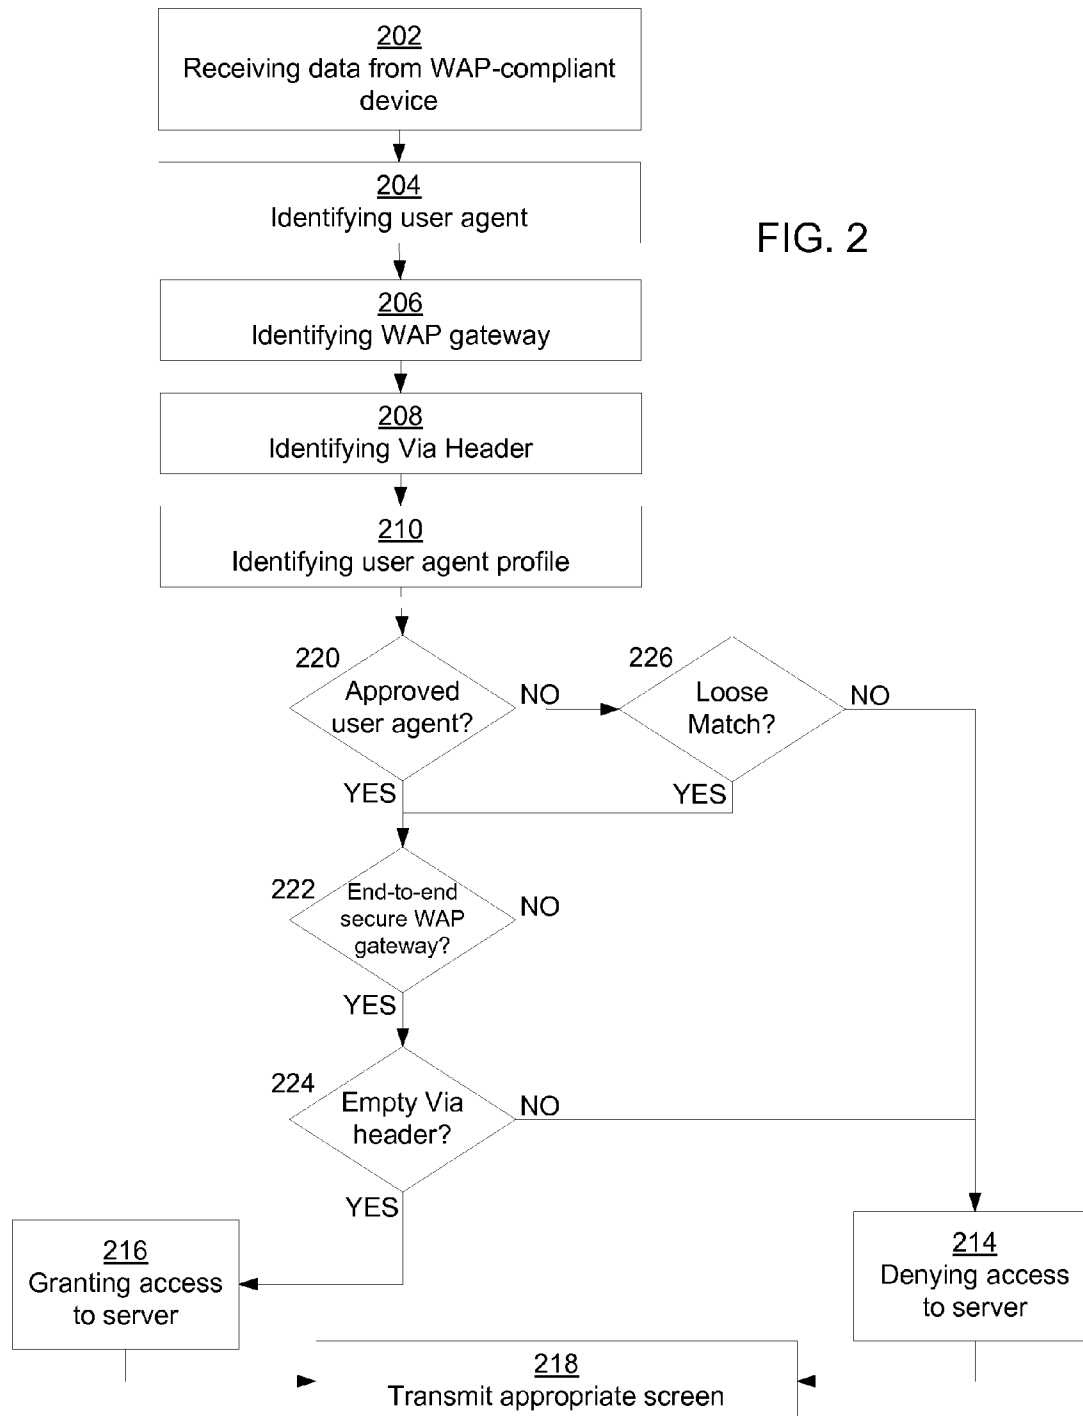 202
Receiving data from WAP-compliant
device
204
Identifying user agent
FIG. 2
206
Identifying WAP gateway
208
Identifying Via Header
210
Identifying user agent profile
220
Approved
user agent?
NO
YES
226
Loose
Match?
NO
YES
222
End-to-end
secure WAP
gateway?
NO
YES
224
Empty Via
header?
NO
YES
216
Granting access
to server
214
Denying access
to server
218
Transmit appropriate screen